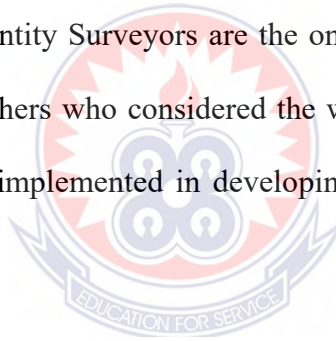 ntity Surveyors are the on
hers who considered the w
implemented in developin
EDUCATION FOR SERVICE